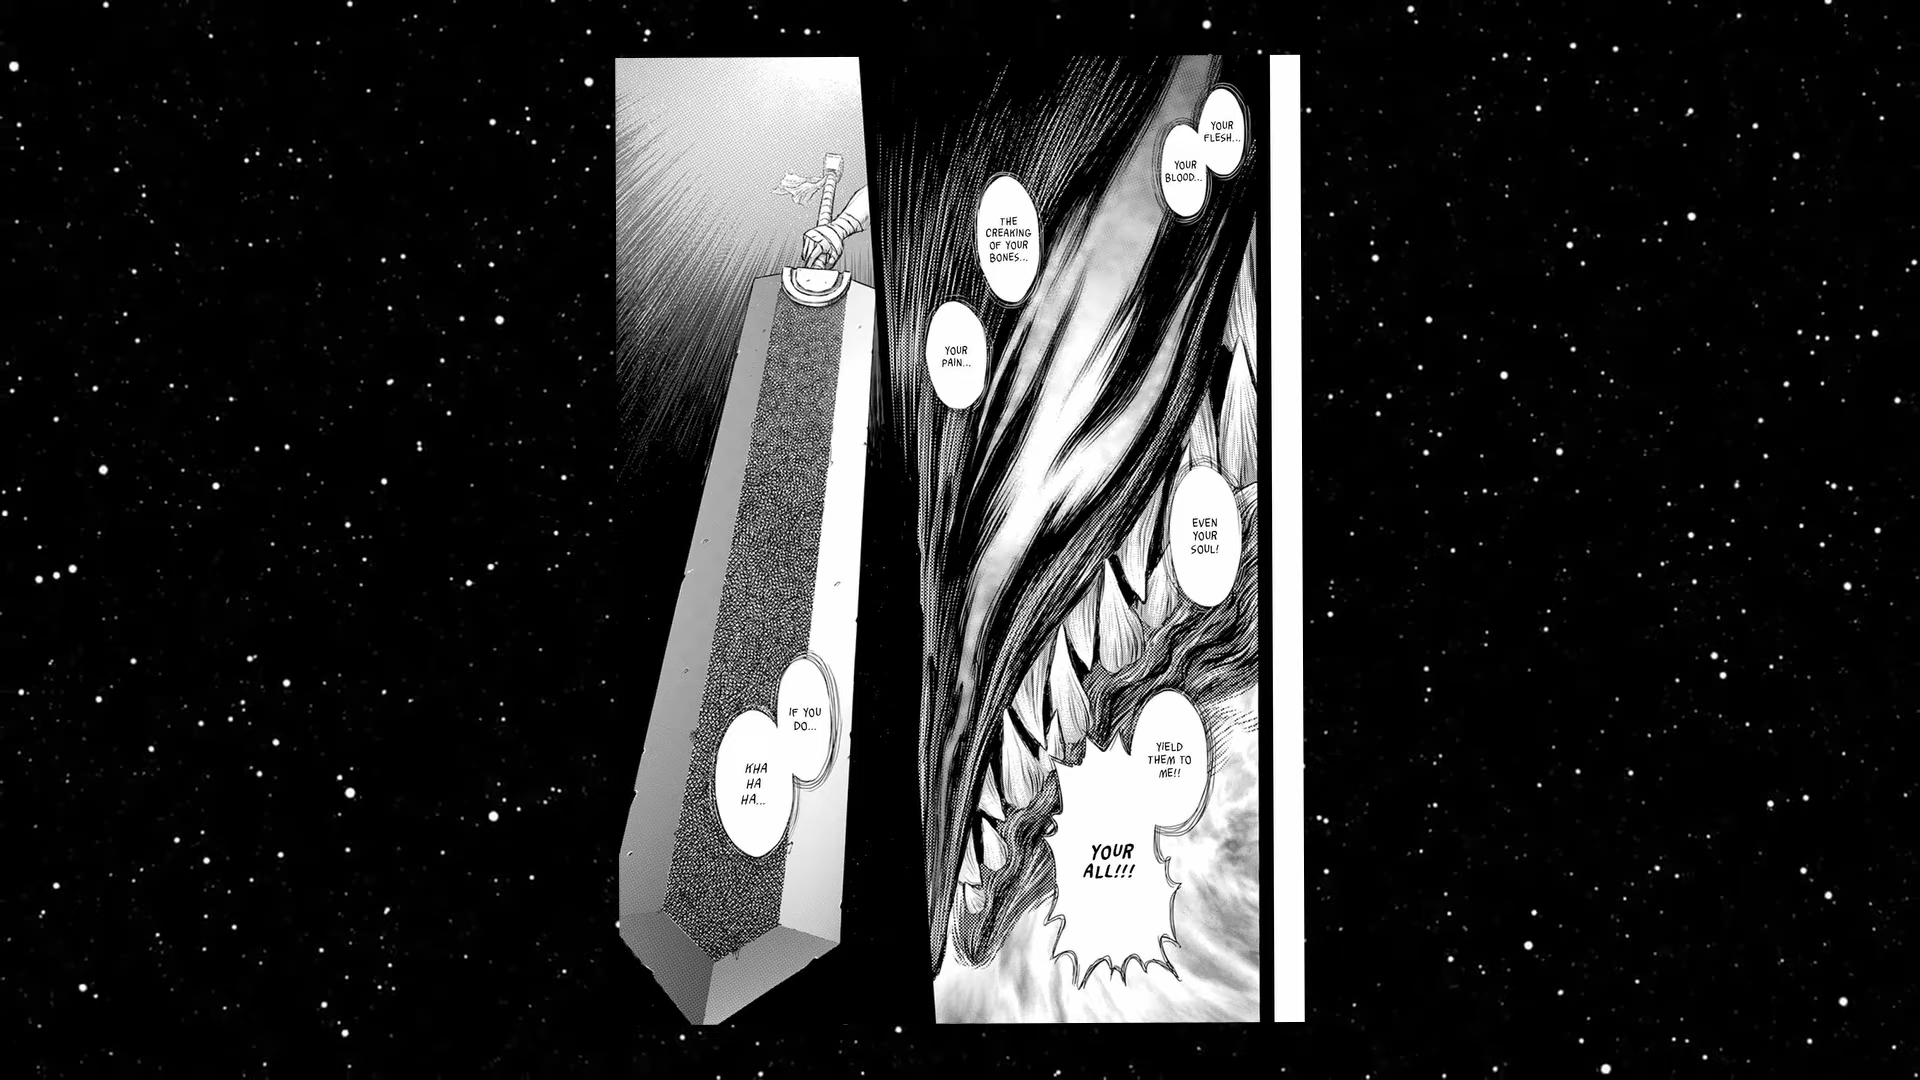 YOUR
FLESH...
YOUR
BLOOD...
THE
CREAKING
OF YOUR
BONES...
YOUR
PAIN...
EVEN
YOUR
SOUL!
YIELD
THEM TO
ME!!
YOUR
ALL!!!
IF YOU
DO...
KHA
HA
HA...